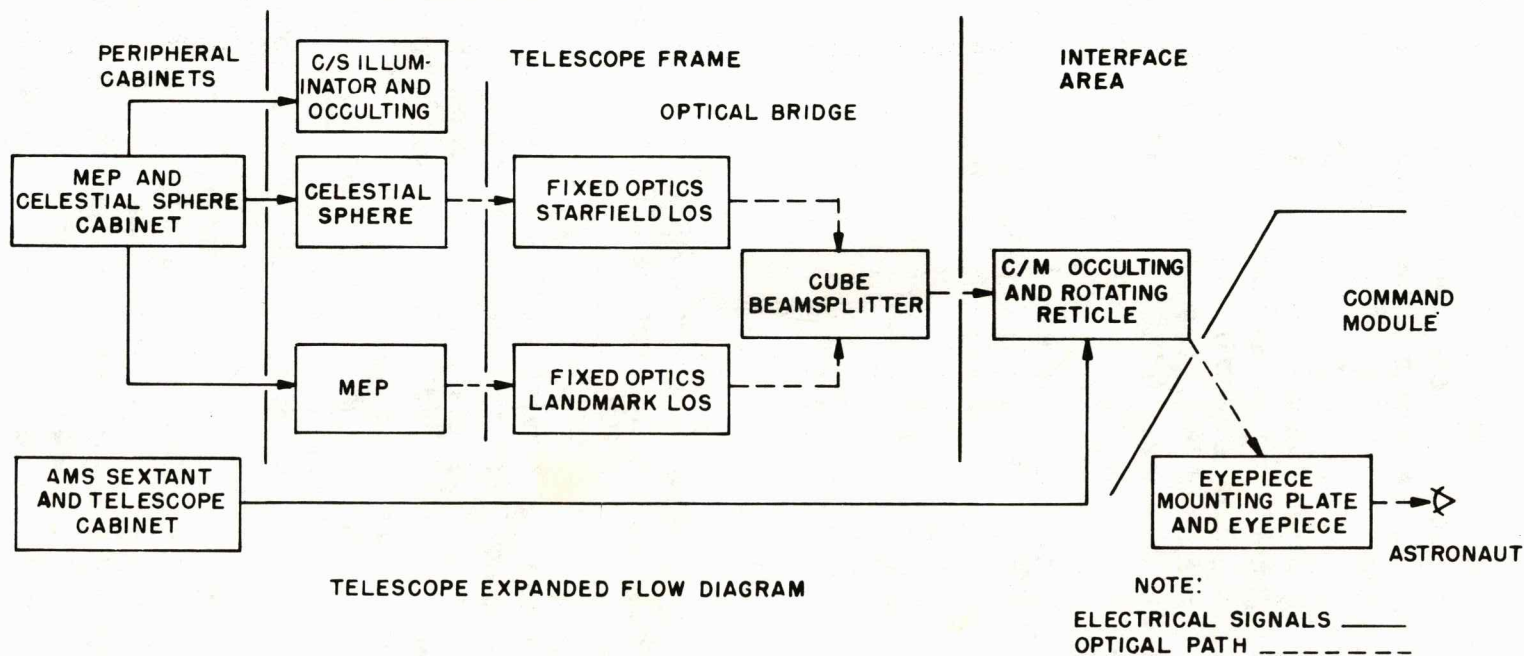 PERIPHERAL
CABINETS
C/S ILLUM-
INATOR AND
OCCULTING
TELESCOPE FRAME
INTERFACE
AREA
OPTICAL BRIDGE
MEP AND
CELESTIAL SPHERE
CABINET
CELESTIAL
SPHERE
FIXED OPTICS
STARFIELD LOS
CUBE
BEAMSPLITTER
C/M OCCULTING
AND ROTATING
RETICLE
COMMAND
MODULE
MEP
FIXED OPTICS
LANDMARK LOS
AMS SEXTANT
AND TELESCOPE
CABINET
EYEPIECE
MOUNTING PLATE
AND EYEPIECE
ASTRONAUT
TELESCOPE EXPANDED FLOW DIAGRAM
NOTE:
ELECTRICAL SIGNALS
OPTICAL PATH